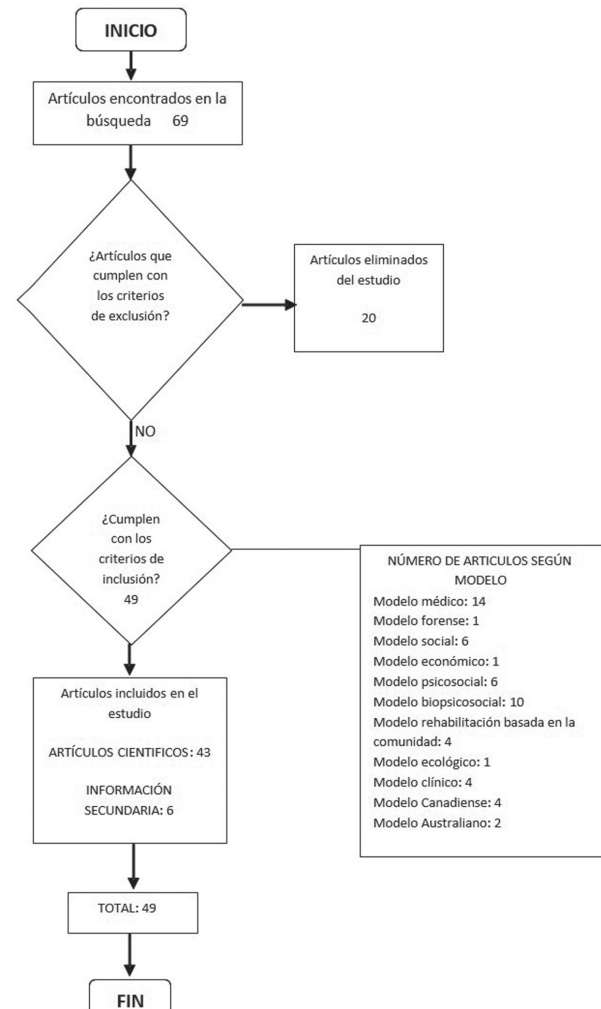 INICIO
Artículos encontrados en la
búsqueda 69
¿Artículos que
cumplen con
los criterios
de exclusión?
Artículos eliminados
del estudio
20
NO
¿Cumplen
con los
criterios de
inclusión?
49
NÚMERO DE ARTICULOS SEGÚN
MODELO
Modelo médico: 14
Modelo forense: 1
Modelo social: 6
Modelo económico: 1
Modelo psicosocial: 6
Modelo biopsicosocial: 10
Modelo rehabilitación basada en la
comunidad: 4
Modelo ecológico: 1
Modelo clínico: 4
Modelo Canadiense: 4
Modelo Australiano: 2
Artículos incluidos en el
estudio
ARTÍCULOS CIENTIFICOS: 43
INFORMACIÓN
SECUNDARIA: 6
TOTAL: 49
FIN